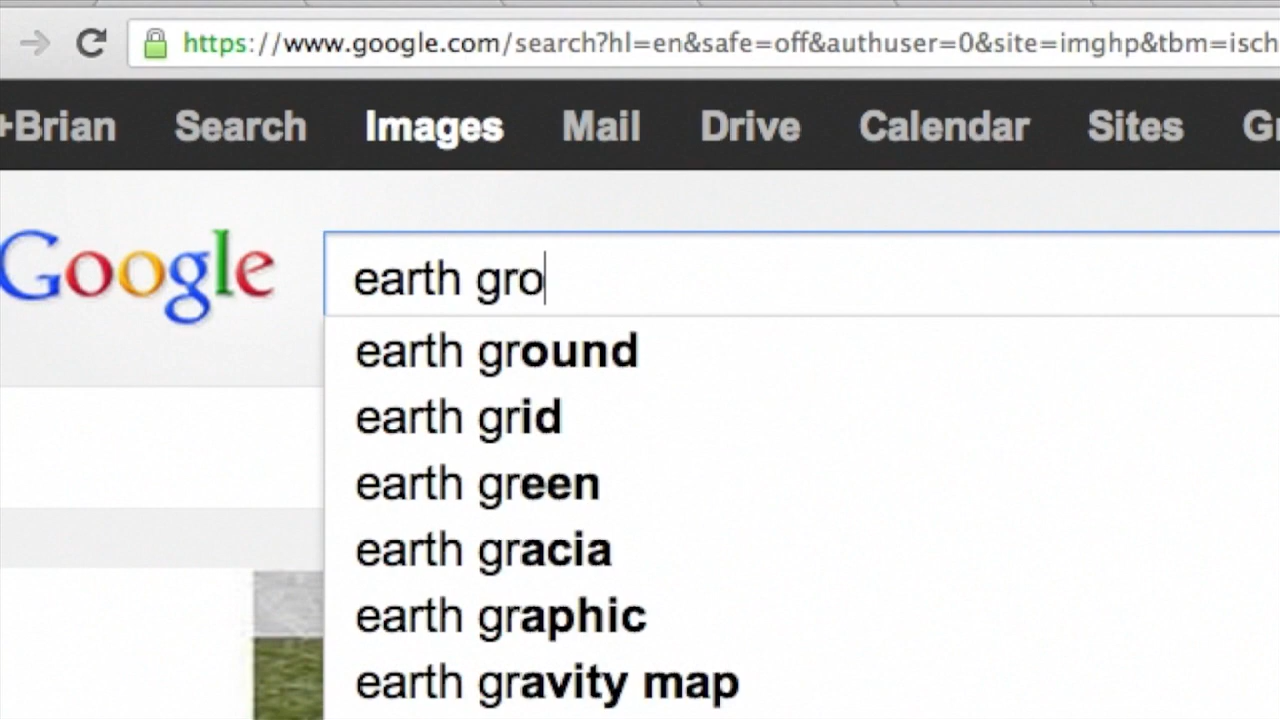 https://www.google.com/search?hl=en&safe=off&authuser=0&site=imghp&tbm=isch
+Brian Search Images Mail Drive Calendar Sites G
Google
earth gro
earth ground
earth grid
earth green
earth gracia
earth graphic
earth gravity map